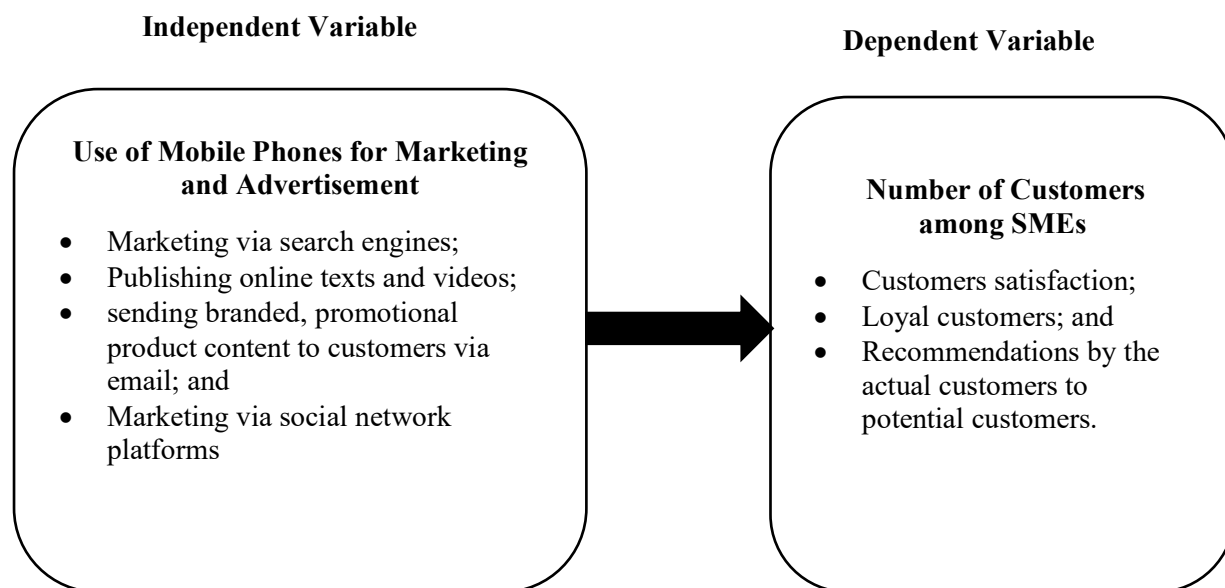 Independent Variable
Dependent Variable
Use of Mobile Phones for Marketing
and Advertisement
• Marketing via search engines;
• Publishing online texts and videos;
• sending branded, promotional
product content to customers via
email; and
• Marketing via social network
platforms
Number of Customers
among SMEs
• Customers satisfaction;
• Loyal customers; and
• Recommendations by the
actual customers to
potential customers.